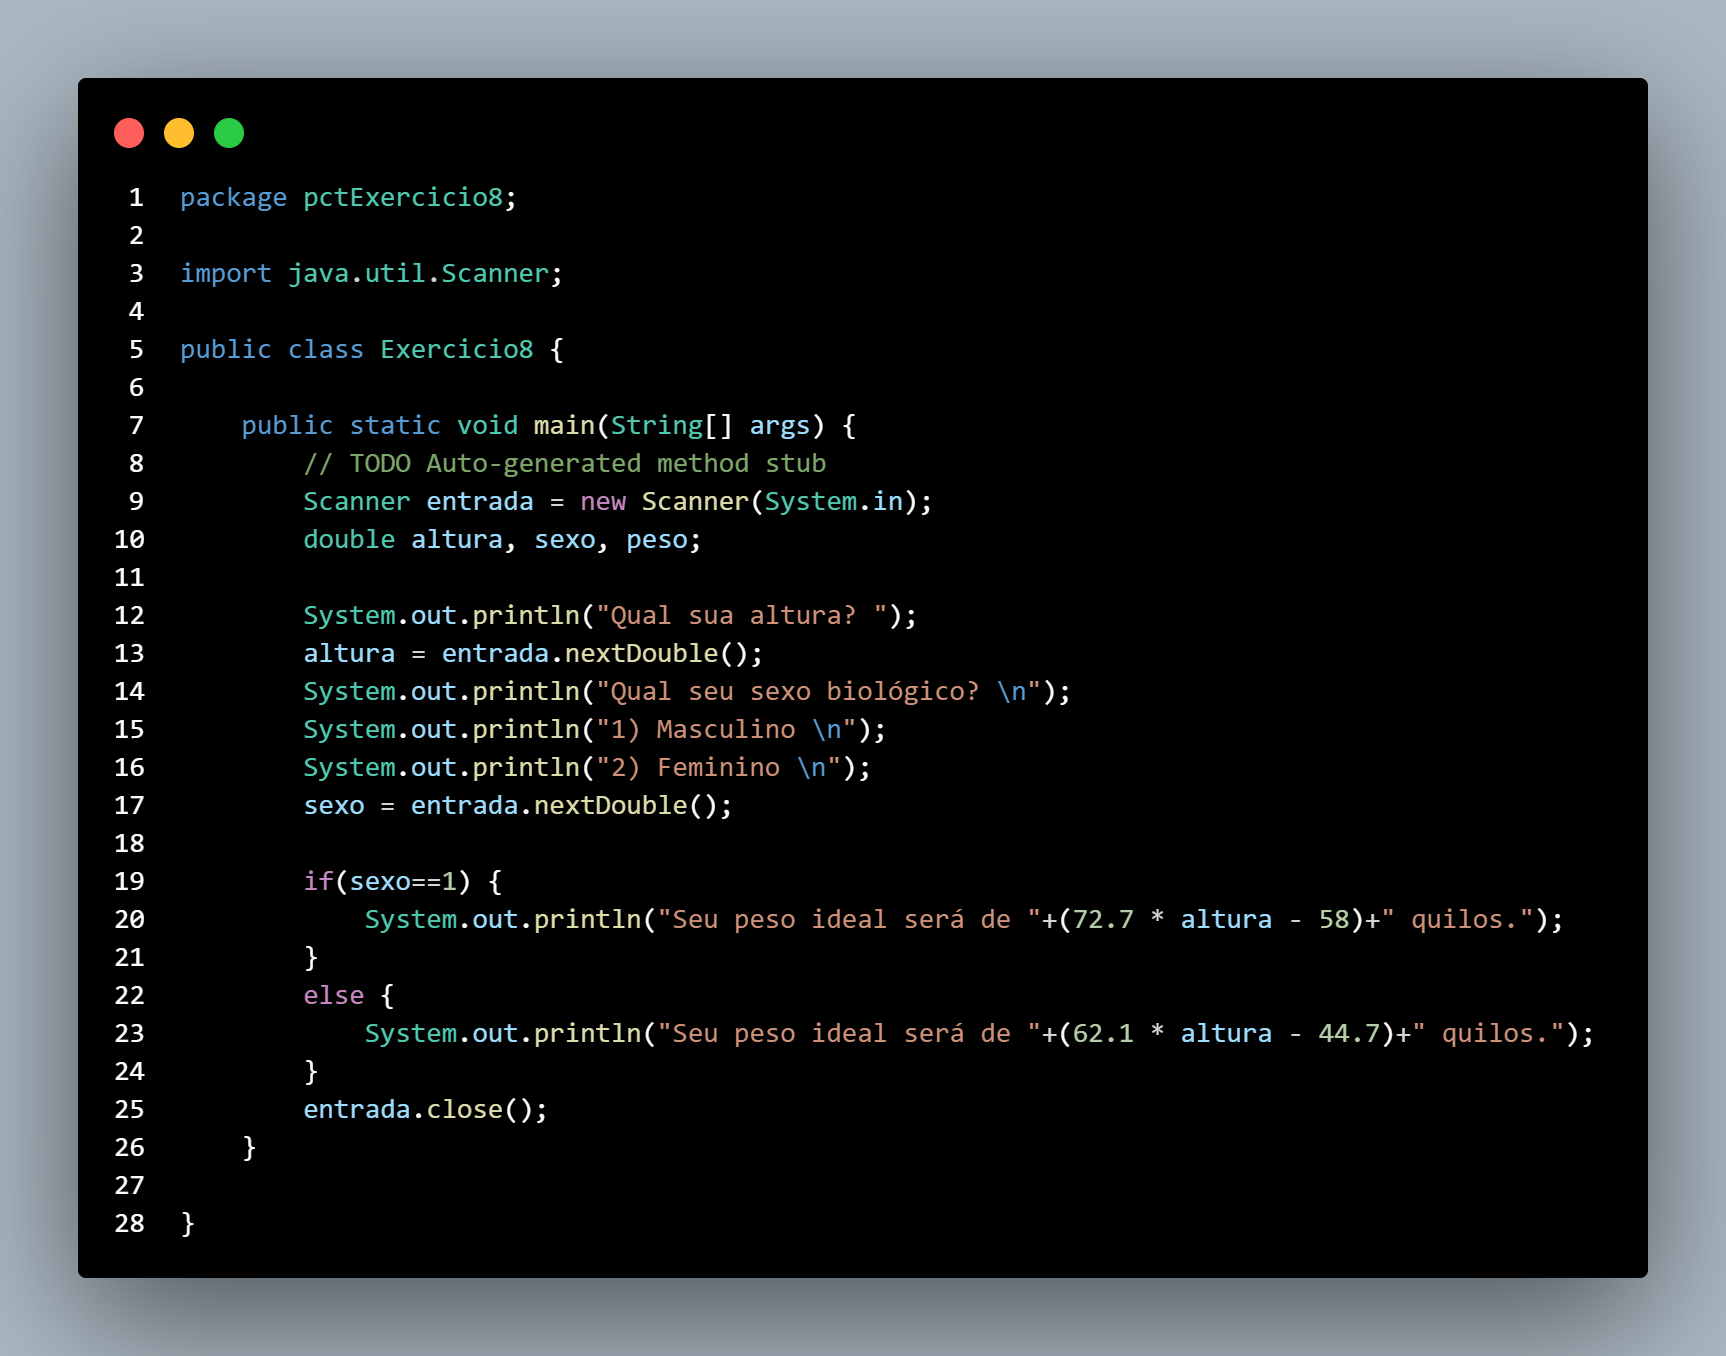 1 package pctExercicio8;
2
3 import java.util.Scanner;
4
5 public class Exercicio8 {
6
7     public static void main(String[] args) {
8         // TODO Auto-generated method stub
9         Scanner entrada = new Scanner(System.in);
10         double altura, sexo, peso;
11
12         System.out.println("Qual sua altura? ");
13         altura = entrada.nextDouble();
14         System.out.println("Qual seu sexo biológico? \n");
15         System.out.println("1) Masculino \n");
16         System.out.println("2) Feminino \n");
17         sexo = entrada.nextDouble();
18
19         if(sexo==1) {
20             System.out.println("Seu peso ideal será de "+(72.7 * altura - 58)+" quilos.");
21         }
22         else {
23             System.out.println("Seu peso ideal será de "+(62.1 * altura - 44.7)+" quilos.");
24         }
25         entrada.close();
26     }
27
28 }